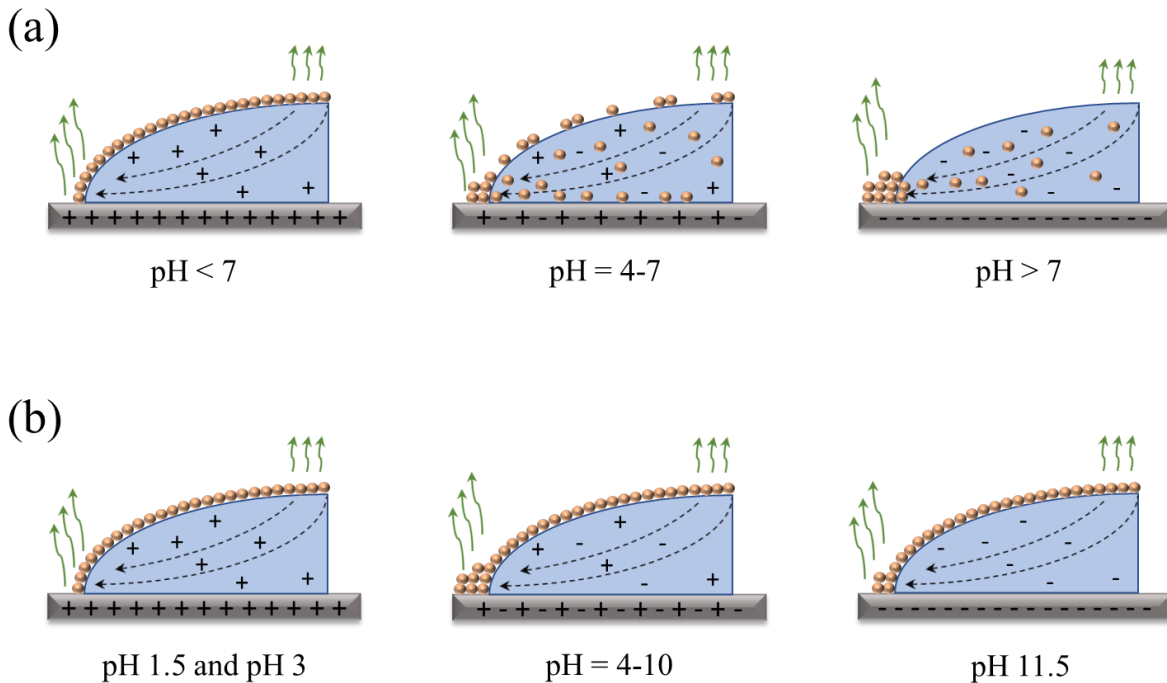 (a)
+ + + + + + +
+ + + + + + + + + + + + + +
+ + - - + - +
+ - + - + - + - + - + - + -
- - - - - - -
- - - - - - - - - - - - - - - - - -
pH < 7
pH = 4-7
pH > 7
(b)
+ + + + + + +
+ + + + + + + + + + + + + +
+ + - - + - +
+ - + - + - + - + - + - + -
- - - - - - -
- - - - - - - - - - - - - - - - - -
pH 1.5 and pH 3
pH = 4-10
pH 11.5